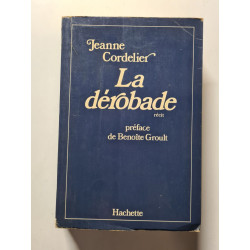 Jeanne
Cordelier
La
dérobade
récit
préface
de Benoîte Groult
Hachette